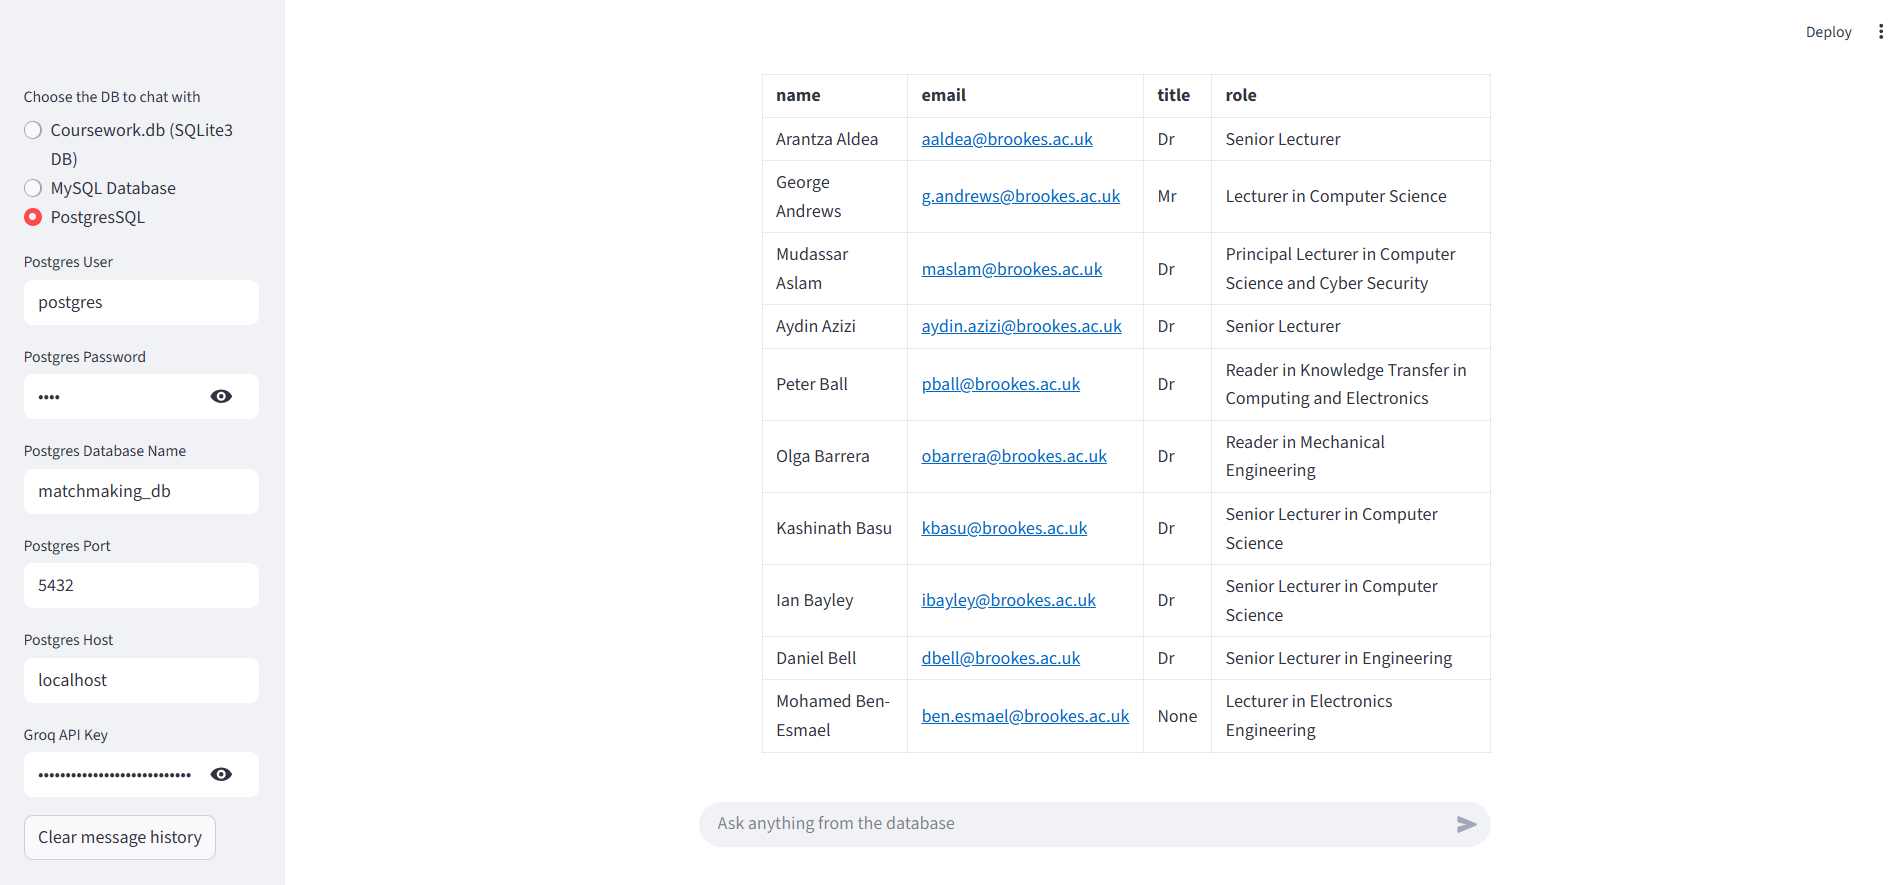 Deploy
Choose the DB to chat with
Coursework.db (SQLite3
DB)
MySQL Database
PostgresSQL
Postgres User
postgres
Postgres Password
••••
Postgres Database Name
matchmaking_db
Postgres Port
5432
Postgres Host
localhost
Groq API Key
••••••••••••••••••••••••••••
Clear message history
name email title role
Arantza Aldea aaldea@brookes.ac.uk Dr Senior Lecturer
George
Andrews g.andrews@brookes.ac.uk Mr Lecturer in Computer Science
Mudassar
Aslam maslam@brookes.ac.uk Dr Principal Lecturer in Computer
Science and Cyber Security
Aydin Azizi aydin.azizi@brookes.ac.uk Dr Senior Lecturer
Peter Ball pball@brookes.ac.uk Dr Reader in Knowledge Transfer in
Computing and Electronics
Olga Barrera obarrera@brookes.ac.uk Dr Reader in Mechanical
Engineering
Kashinath Basu kbasu@brookes.ac.uk Dr Senior Lecturer in Computer
Science
Ian Bayley ibayley@brookes.ac.uk Dr Senior Lecturer in Computer
Science
Daniel Bell dbell@brookes.ac.uk Dr Senior Lecturer in Engineering
Mohamed Ben-
Esmael ben.esmael@brookes.ac.uk None Lecturer in Electronics
Engineering
Ask anything from the database